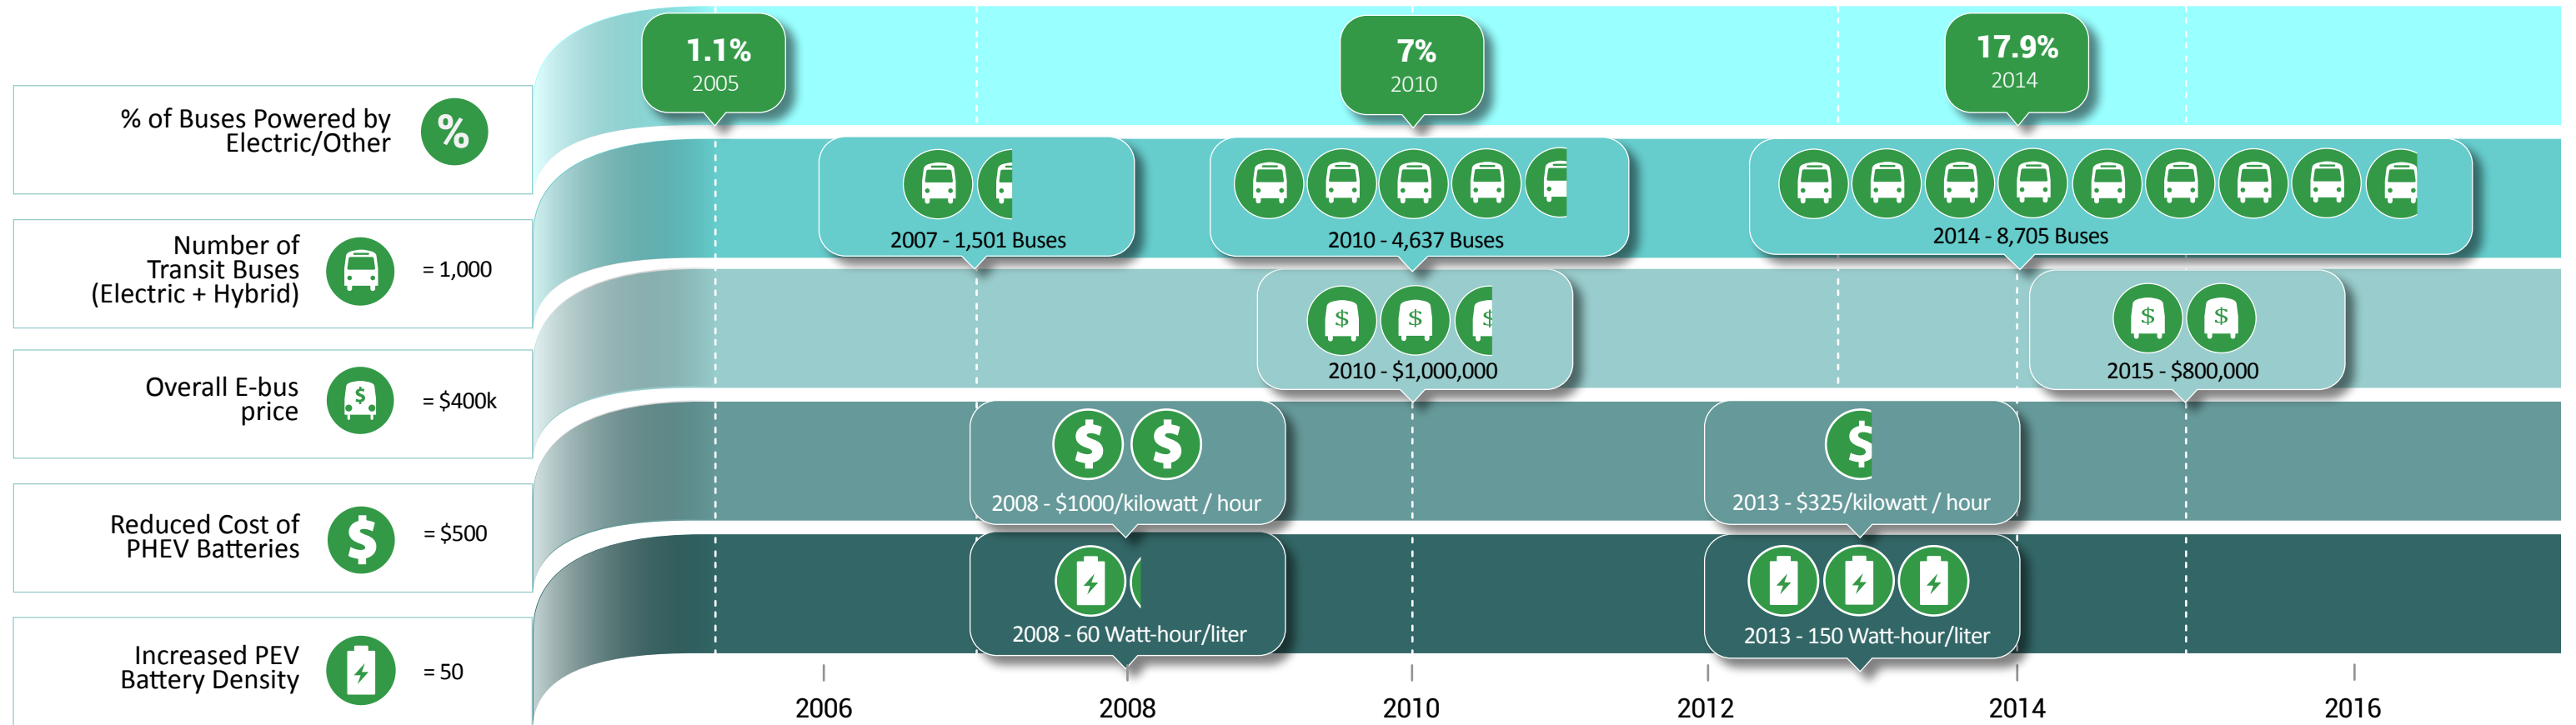 1.1%
2005
7%
2010
17.9%
2014
% of Buses Powered by
Electric/Other
%
2007 - 1,501 Buses
2010 - 4,637 Buses
2014 - 8,705 Buses
Number of
Transit Buses
(Electric + Hybrid)
= 1,000
$ $ $
2010 - $1,000,000
$ $
2015 - $800,000
Overall E-bus
price
$
= $400k
$ $
2008 - $1000/kilowatt / hour
$
2013 - $325/kilowatt / hour
Reduced Cost of
PHEV Batteries
$
= $500
2008 - 60 Watt-hour/liter
2013 - 150 Watt-hour/liter
Increased PEV
Battery Density
= 50
2006
2008
2010
2012
2014
2016